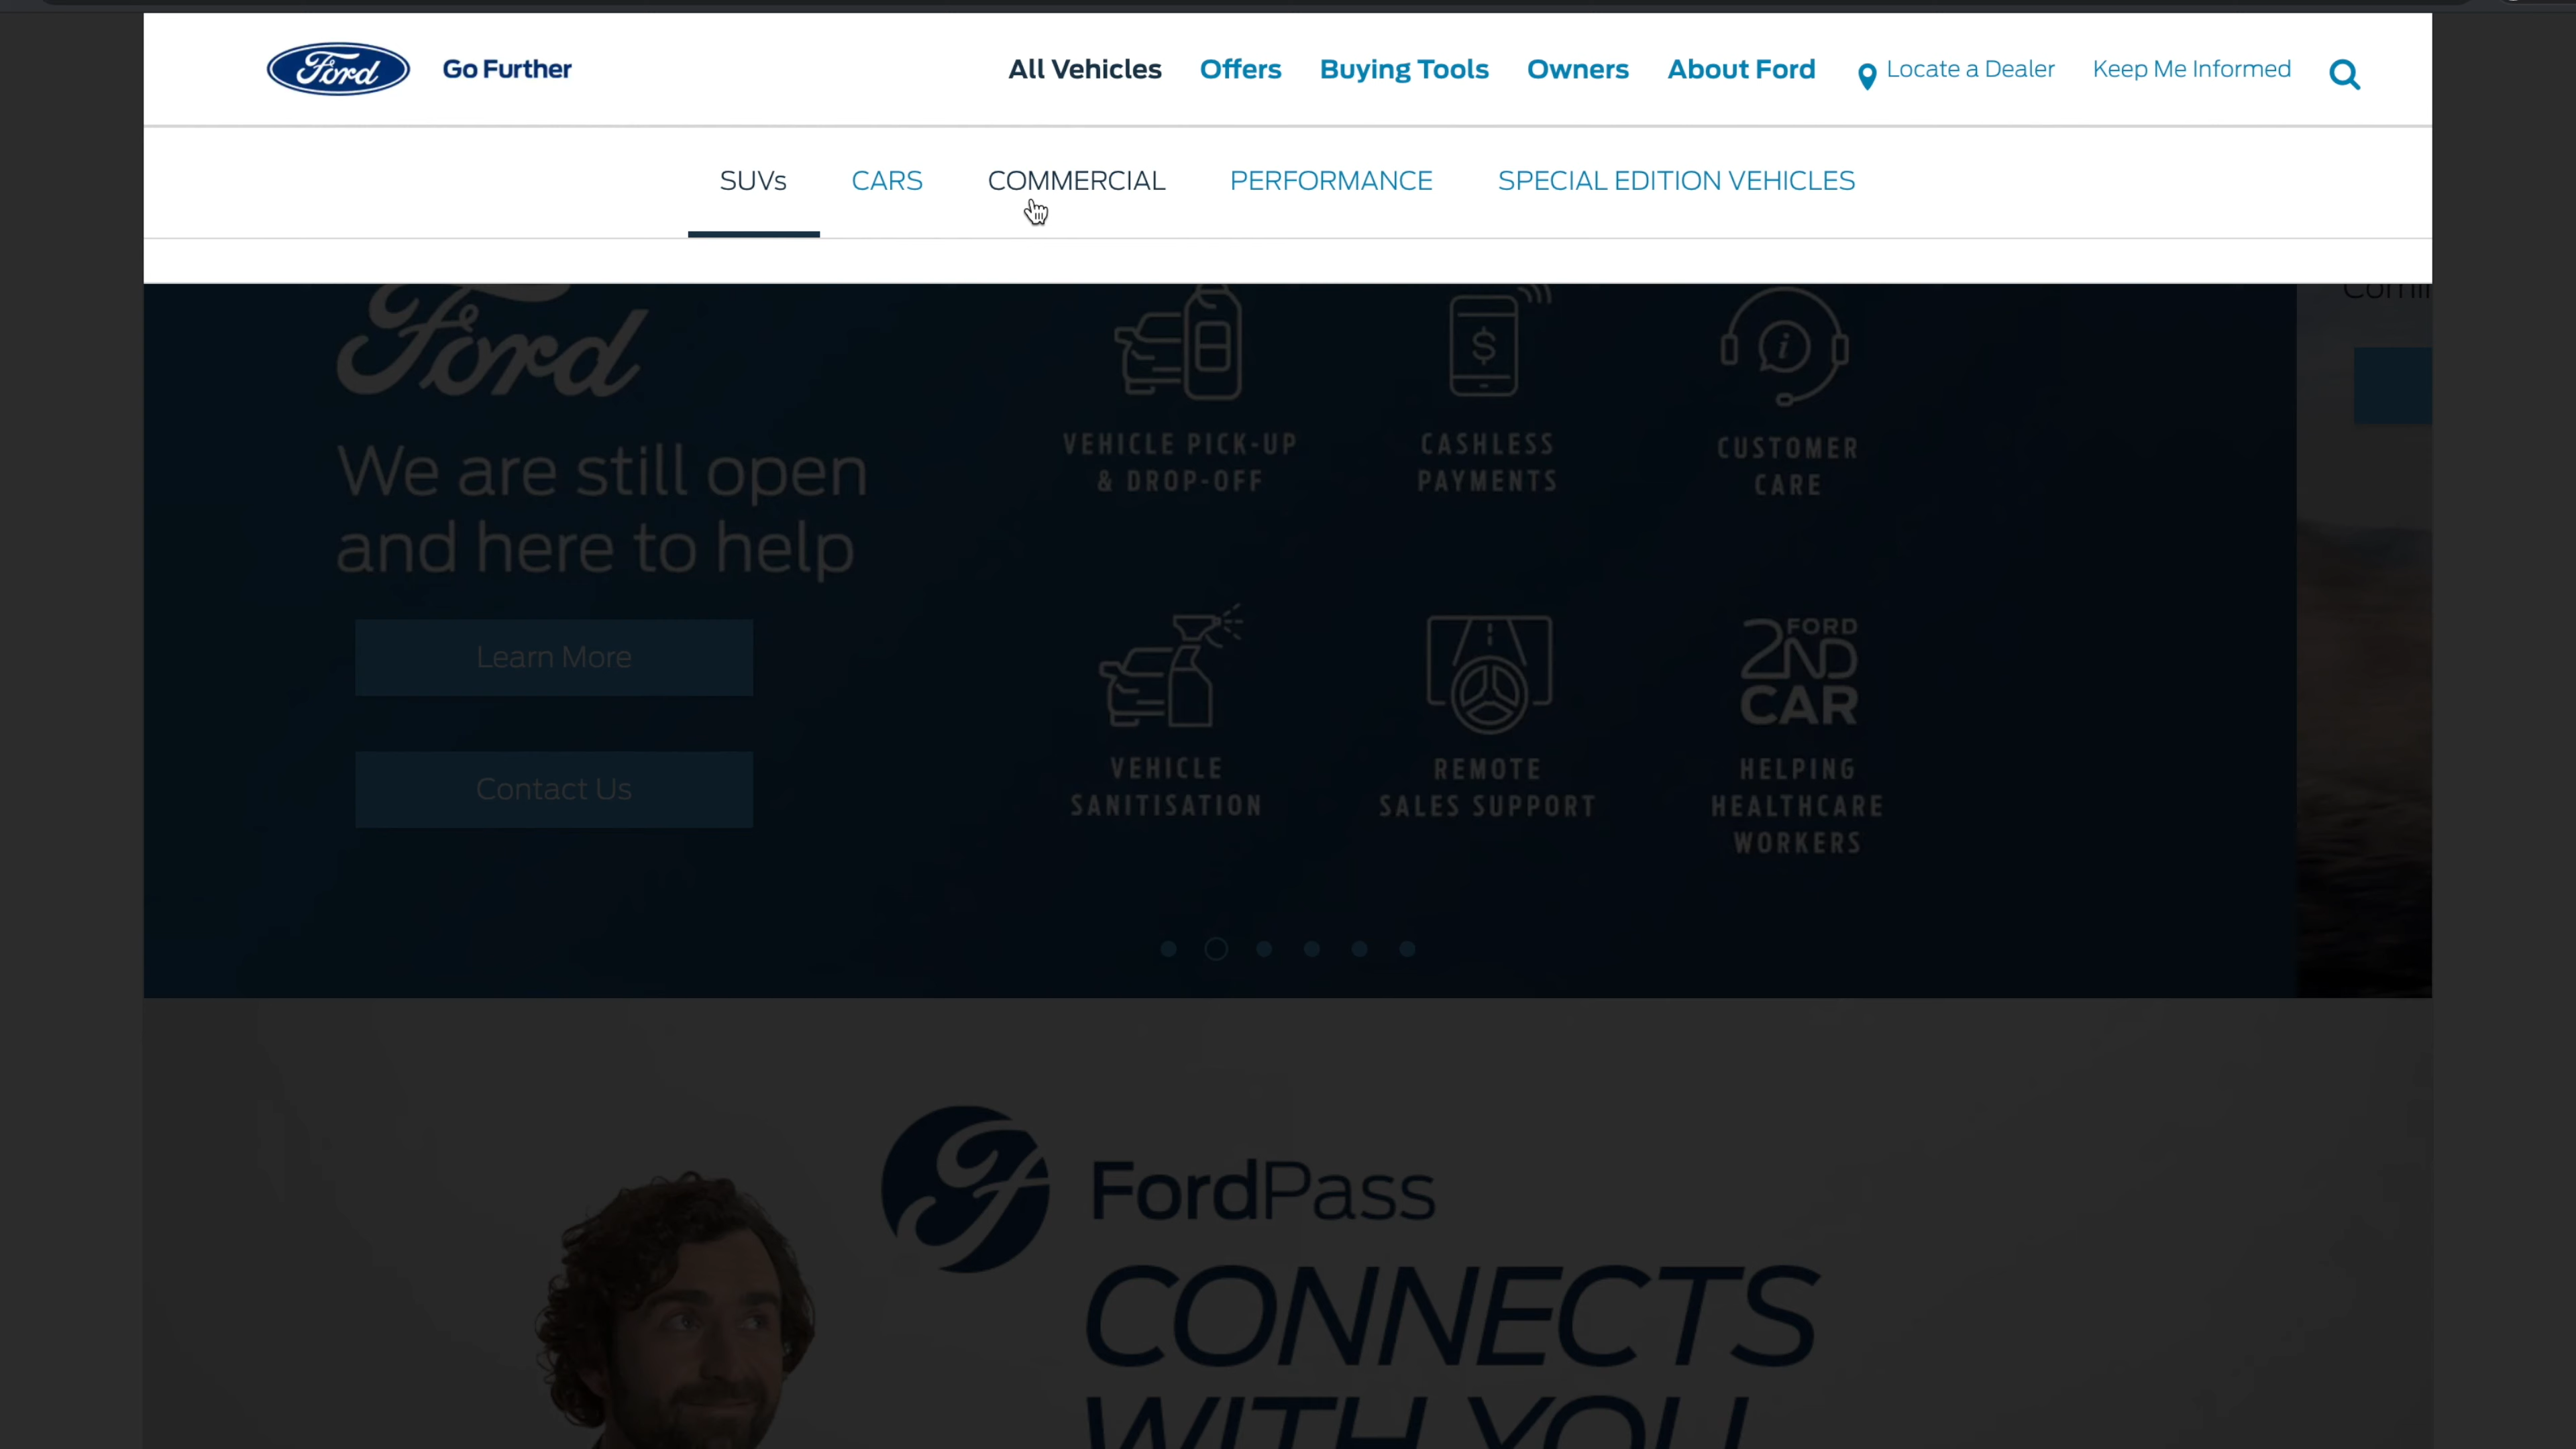 Ford Go Further All Vehicles Offers Buying Tools Owners About Ford Locate a Dealer Keep Me Informed
SUVs CARS COMMERCIAL PERFORMANCE SPECIAL EDITION VEHICLES
Ford
We are still open
and here to help
Learn More
Contact Us
$
i
VEHICLE PICK-UP
& DROP-OFF
CASHLESS
PAYMENTS
CUSTOMER
CARE
VEHICLE
SANITISATION
REMOTE
SALES SUPPORT
FORD
2ND
CAR
HELPING
HEALTHCARE
WORKERS
FordPass
CONNECTS
WITH YOU